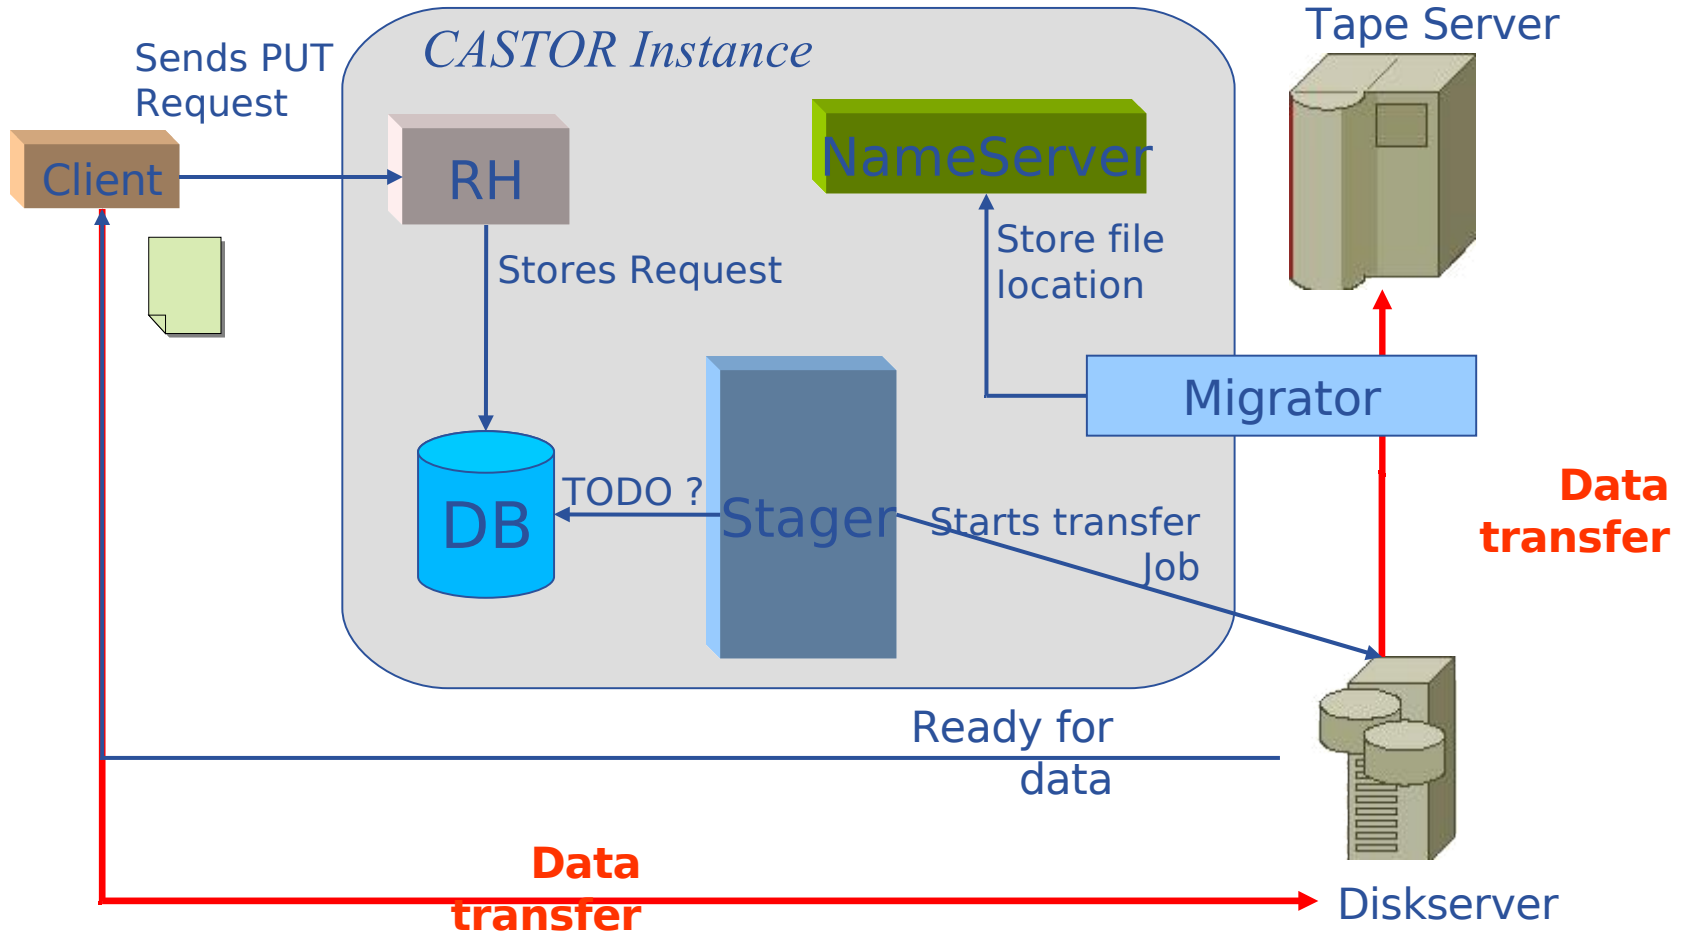 Tape Server
CASTOR Instance
Sends PUT
Request
Client
RH
NameServer
Stores Request
Store file
location
Migrator
DB
TODO ?
Stager
Starts transfer
Job
Data
transfer
Ready for
data
Data
transfer
Diskserver